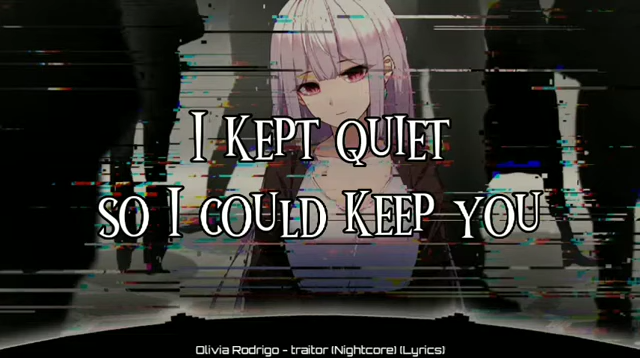 I KEPT QUIET
SO I COULD KEEP YOU
Olivia Rodrigo - traitor (Nightcore) (Lyrics)